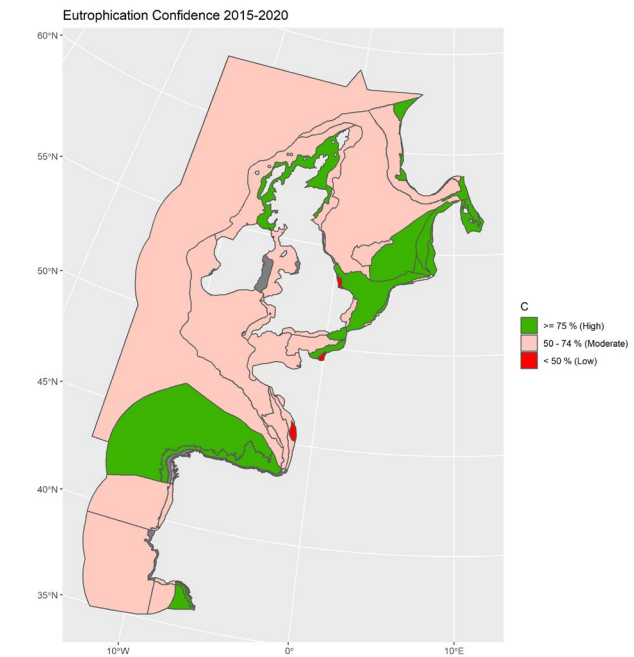 Eutrophication Confidence 2015-2020
60°N
55°N
50°N
45°N
40°N
35°N
10°W
0°
10°E
C
>= 75 % (High)
50 - 74 % (Moderate)
< 50 % (Low)